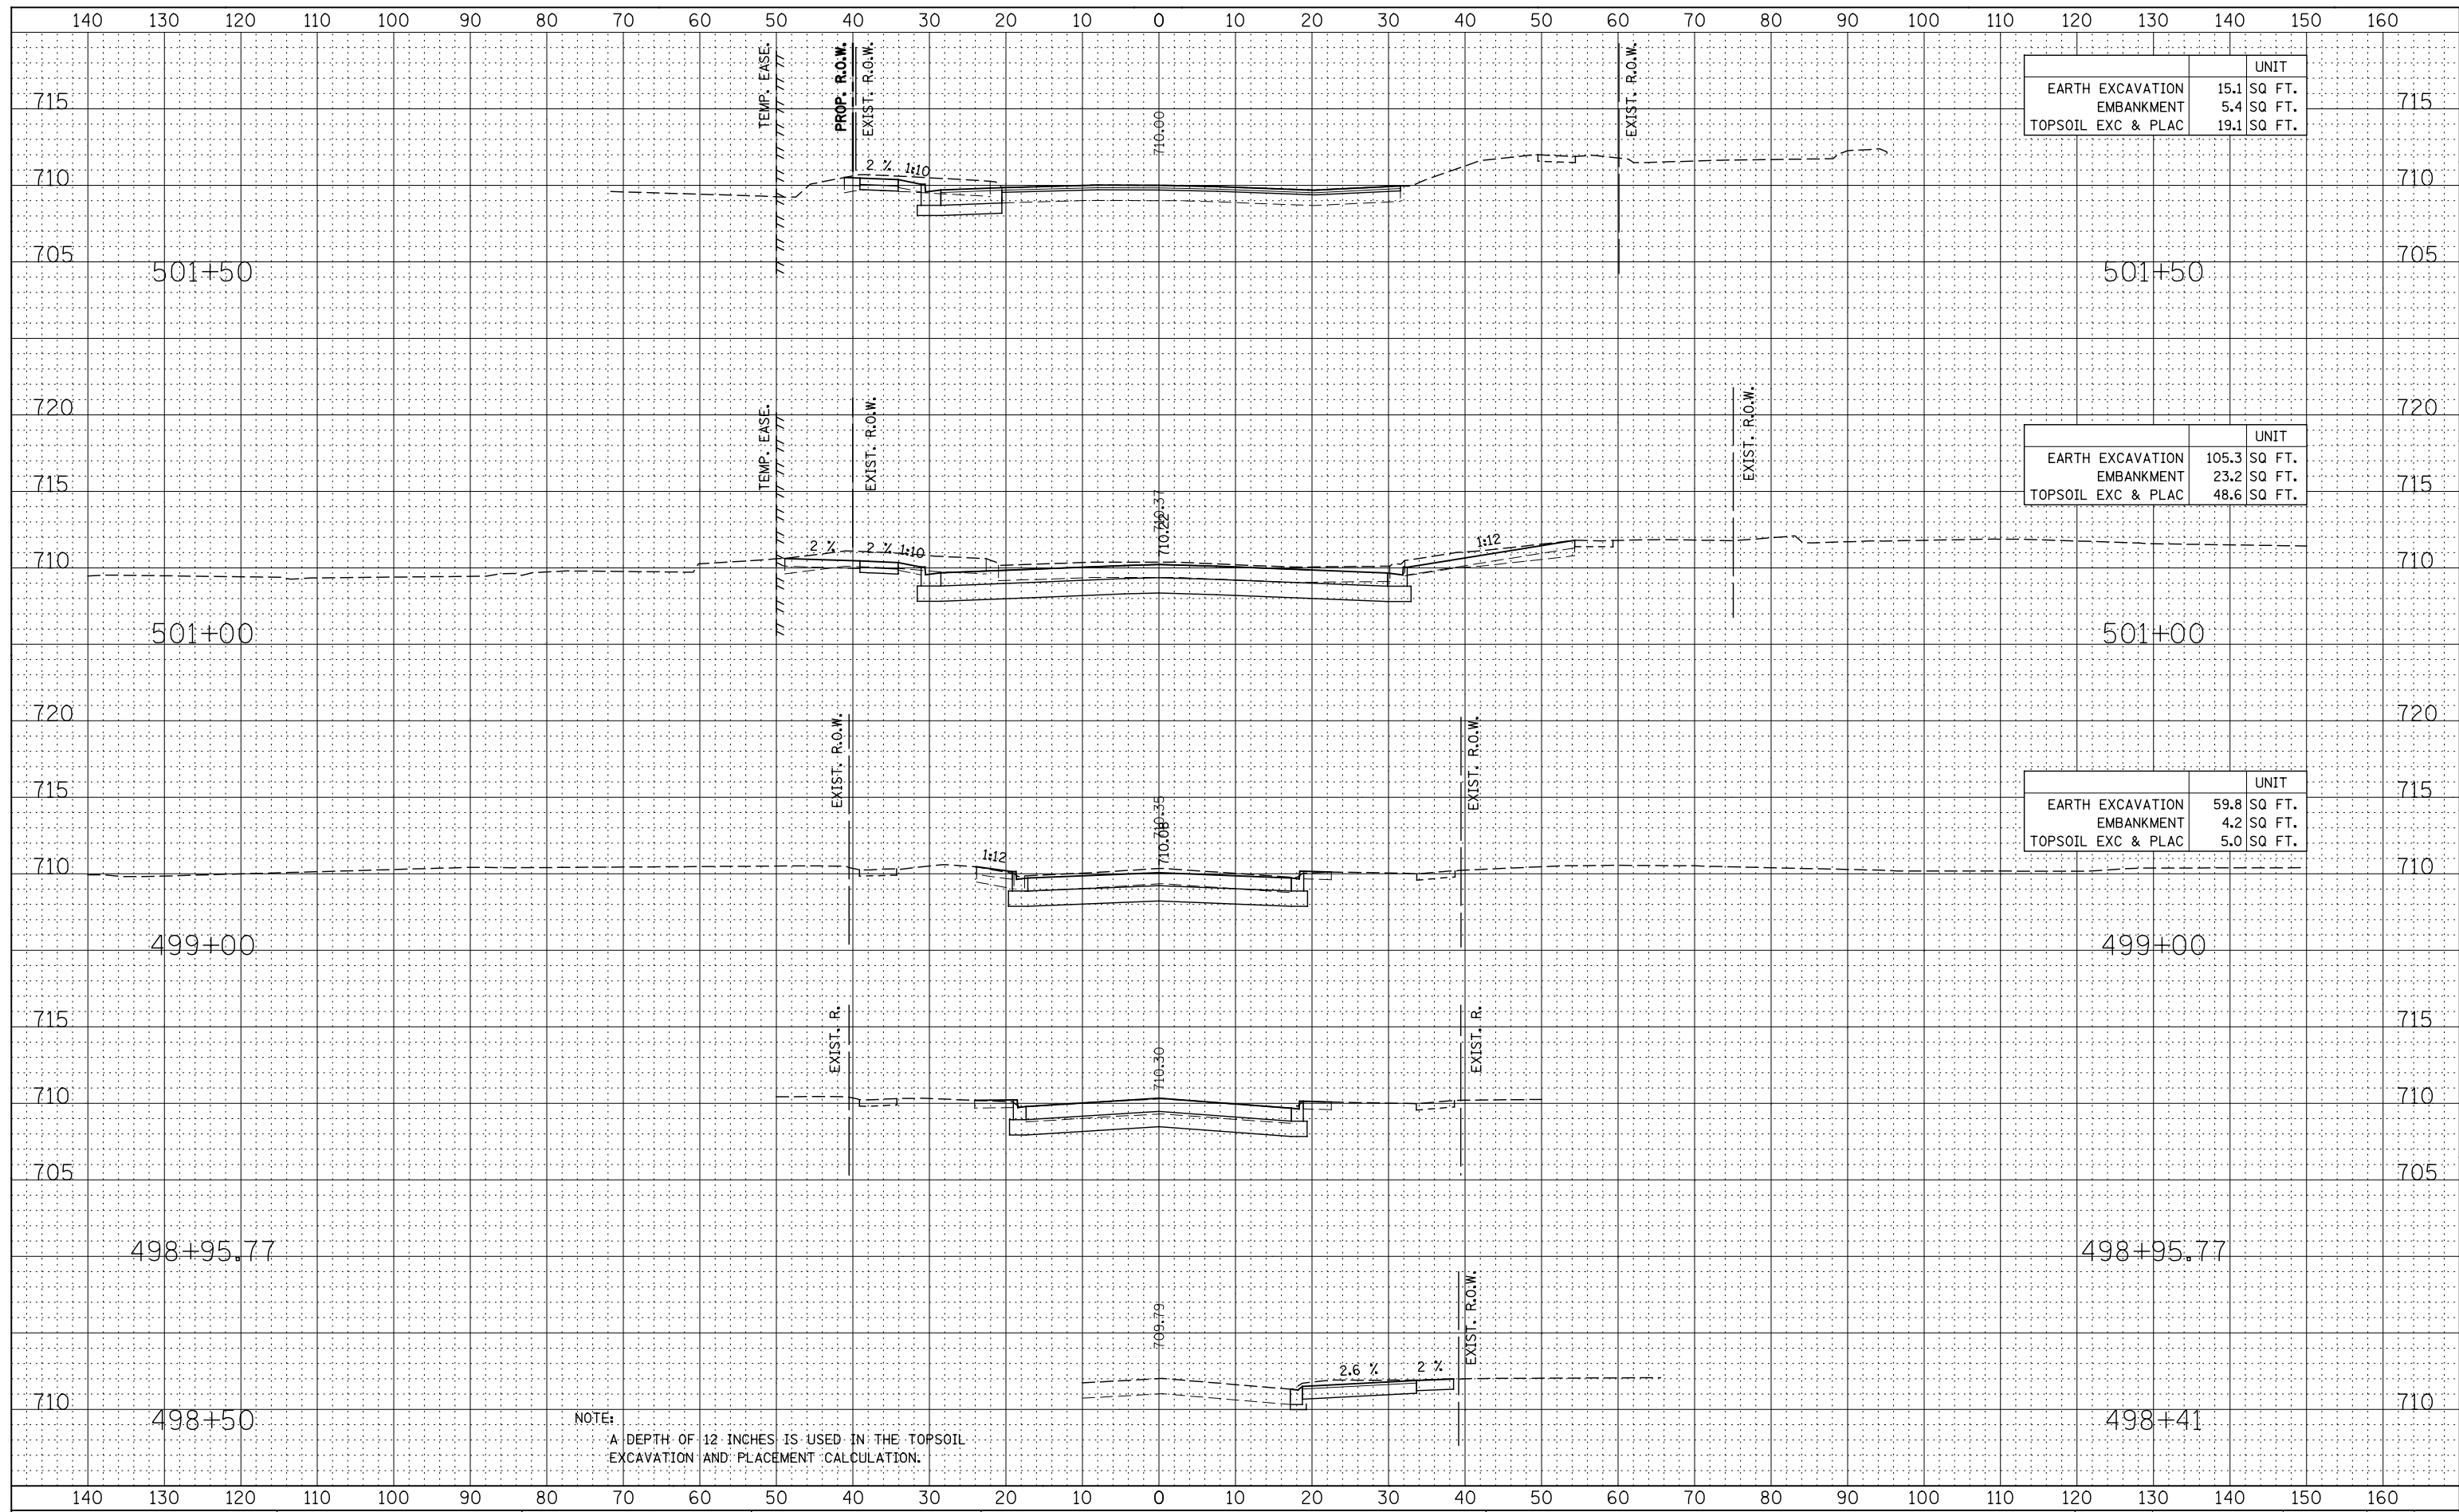 140 130 120 110 100 90 80 70 60 50 40 30 20 10 0 10 20 30 40 50 60 70 80 90 100 110 120 130 140 150 160
TEMP. EASE.
PROP. R.O.W.
EXIST. R.O.W.
710.00
EXIST. R.O.W.
UNIT
EARTH EXCAVATION 15.1 SQ FT.
EMBANKMENT 5.4 SQ FT.
TOPSOIL EXC & PLAC 19.1 SQ FT.
715 715
2 % 1:10
710 710
705 705
501+50 501+50
720 720
TEMP. EASE.
EXIST. R.O.W.
710.37
710.22
EXIST. R.O.W.
UNIT
EARTH EXCAVATION 105.3 SQ FT.
EMBANKMENT 23.2 SQ FT.
TOPSOIL EXC & PLAC 48.6 SQ FT.
715 715
2 % 2 % 1:10 1:12
710 710
501+00 501+00
720 720
EXIST. R.O.W.
710.35
EXIST. R.O.W.
UNIT
EARTH EXCAVATION 59.8 SQ FT.
EMBANKMENT 4.2 SQ FT.
TOPSOIL EXC & PLAC 5.0 SQ FT.
715 715
1:12
710 710
499+00 499+00
EXIST. R.
710.30
EXIST. R.
715 715
710 710
705 705
498+95.77 498+95.77
709.79
EXIST. R.O.W.
2.6 % 2 %
710 710
498+50 498+41
NOTE:
A DEPTH OF 12 INCHES IS USED IN THE TOPSOIL
EXCAVATION AND PLACEMENT CALCULATION.
140 130 120 110 100 90 80 70 60 50 40 30 20 10 0 10 20 30 40 50 60 70 80 90 100 110 120 130 140 150 160